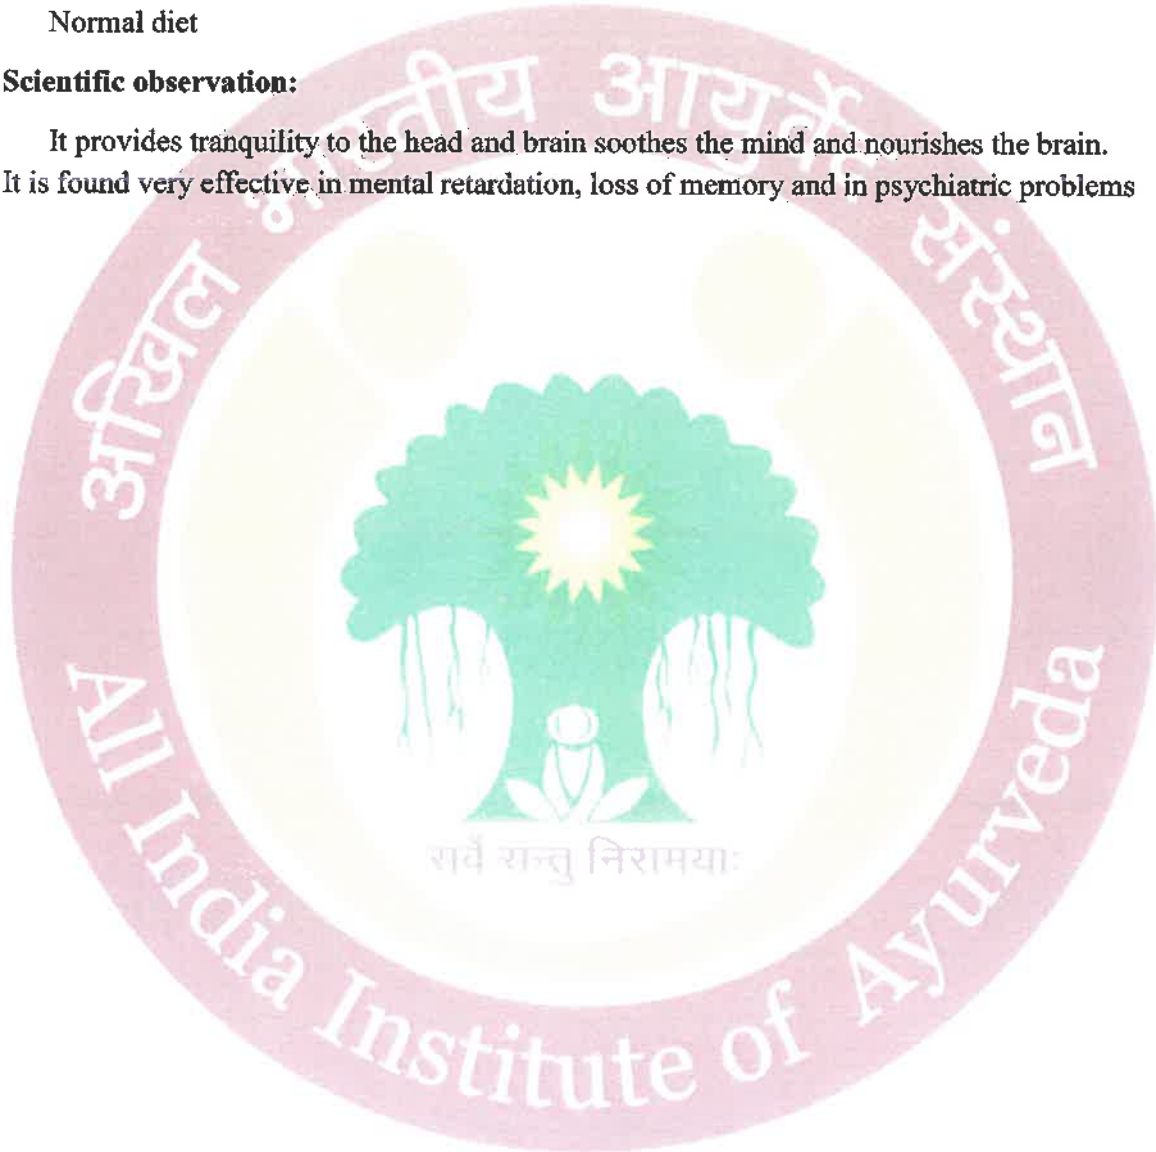 Normal diet
Scientific observation:
It provides tranquility to the head and brain soothes the mind and nourishes the brain.
It is found very effective in mental retardation, loss of memory and in psychiatric problems
अखिल भारतीय आयुर्वेद संस्थान
सर्वे सन्तु निरामयाः
All India Institute of Ayurveda